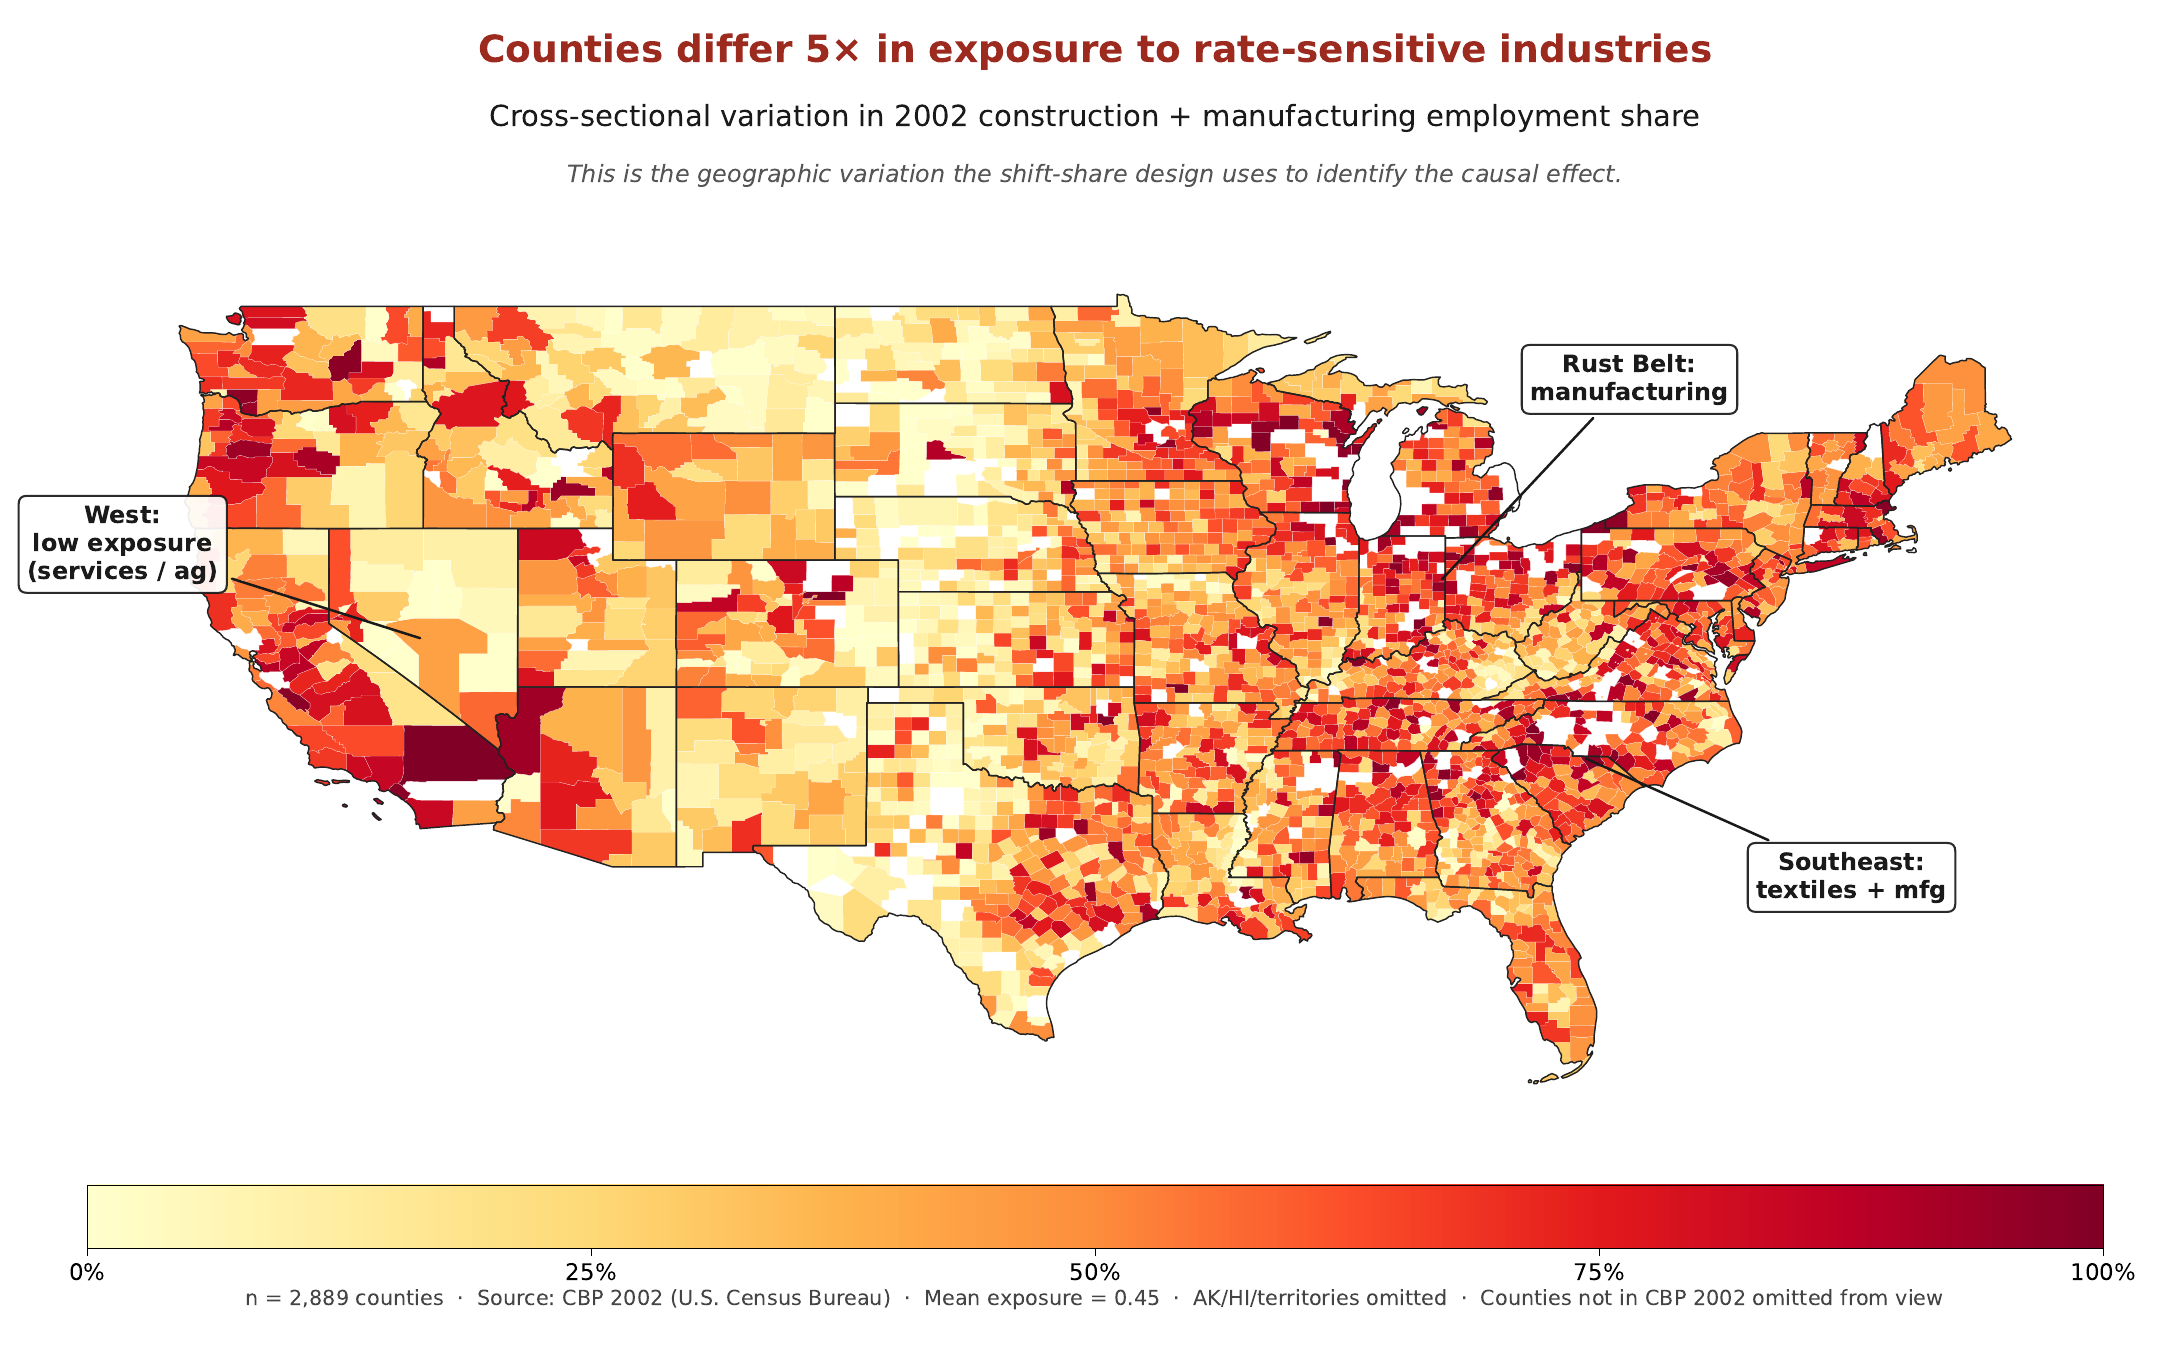 Counties differ 5× in exposure to rate-sensitive industries
Cross-sectional variation in 2002 construction + manufacturing employment share
This is the geographic variation the shift-share design uses to identify the causal effect.
Rust Belt:
manufacturing
West:
low exposure
(services / ag)
Southeast:
textiles + mfg
0%
25%
50%
75%
100%
n = 2,889 counties · Source: CBP 2002 (U.S. Census Bureau) · Mean exposure = 0.45 · AK/HI/territories omitted · Counties not in CBP 2002 omitted from view